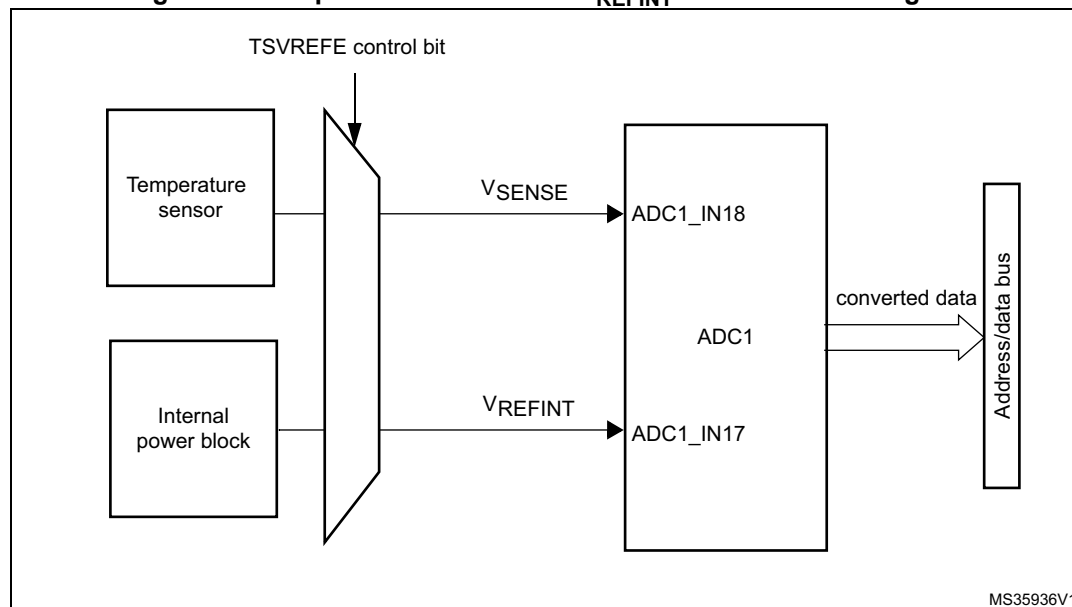 REFINT
TSVREFE control bit
Temperature
sensor
VSENSE
ADC1_IN18
converted data
Address/data bus
ADC1
Internal
power block
VREFINT
ADC1_IN17
MS35936V1